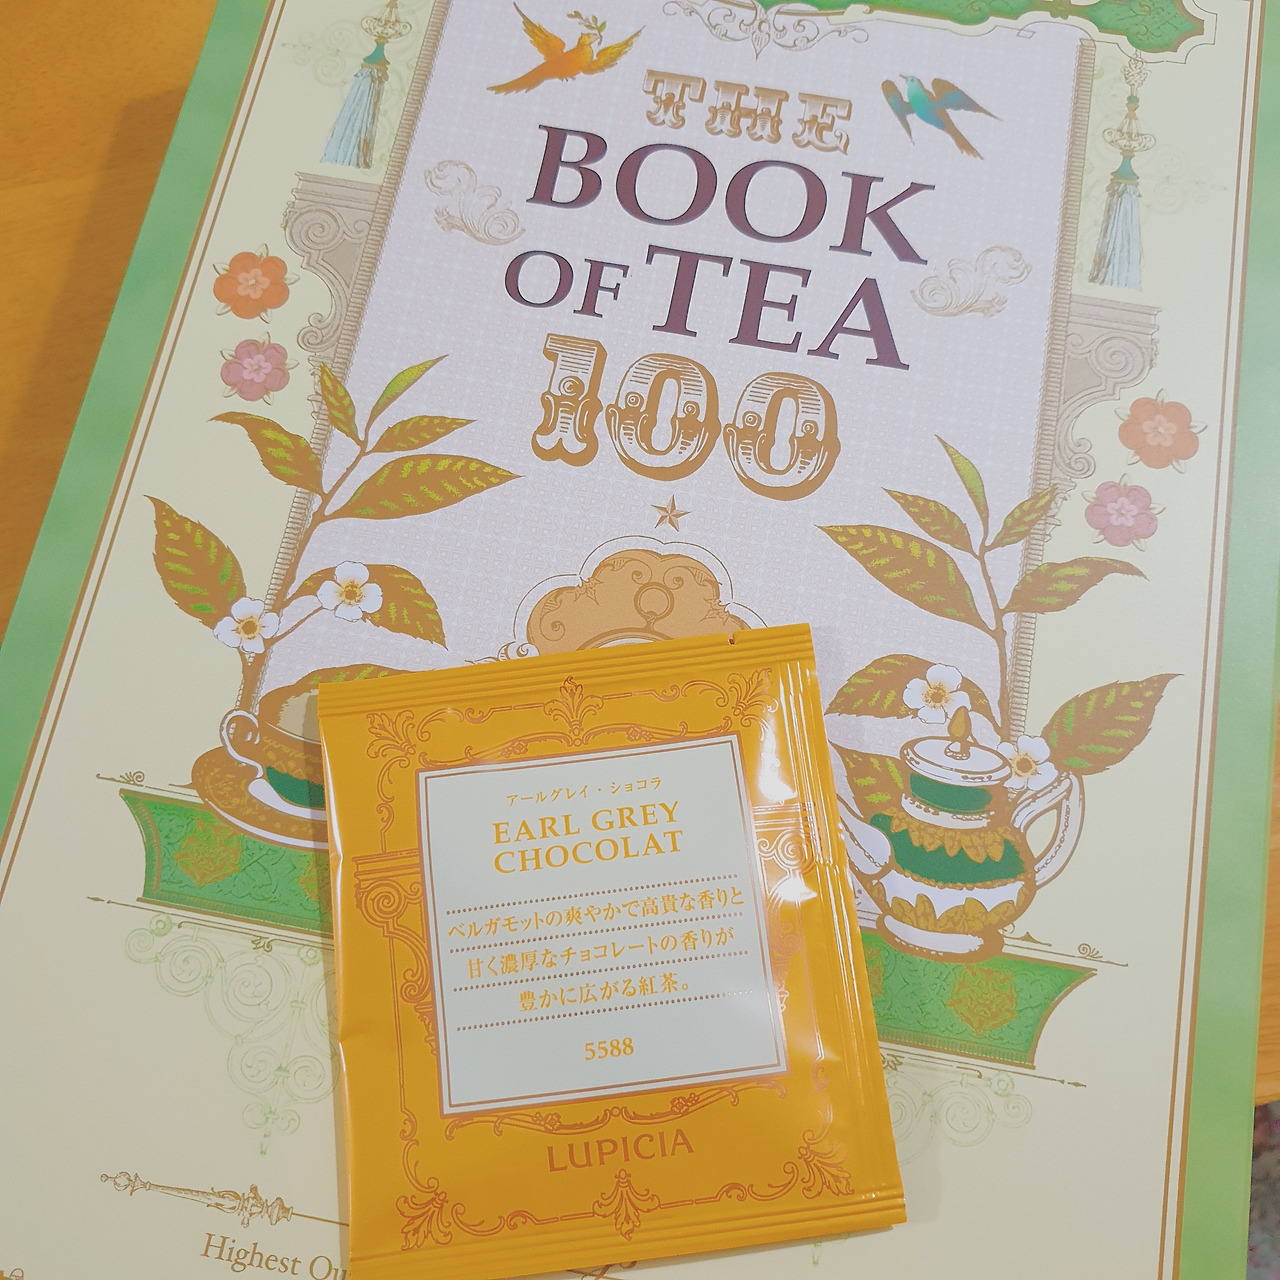 THE
BOOK
OF TEA
100
アールグレイ・ショコラ
EARL GREY
CHOCOLAT
ベルガモットの爽やかで高貴な香りと
甘く濃厚なチョコレートの香りが
豊かに広がる紅茶。
5588
LUPICIA
Highest